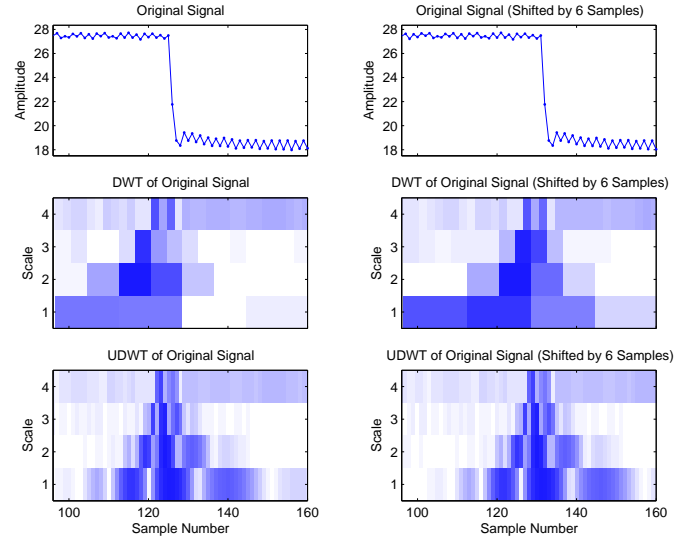 Original Signal
Original Signal (Shifted by 6 Samples)
28
26
24
22
20
18
Amplitude
28
26
24
22
20
18
Amplitude
DWT of Original Signal
DWT of Original Signal (Shifted by 6 Samples)
4
3
2
1
Scale
4
3
2
1
Scale
UDWT of Original Signal
UDWT of Original Signal (Shifted by 6 Samples)
4
3
2
1
Scale
4
3
2
1
Scale
100 120 140 160
100 120 140 160
Sample Number
Sample Number